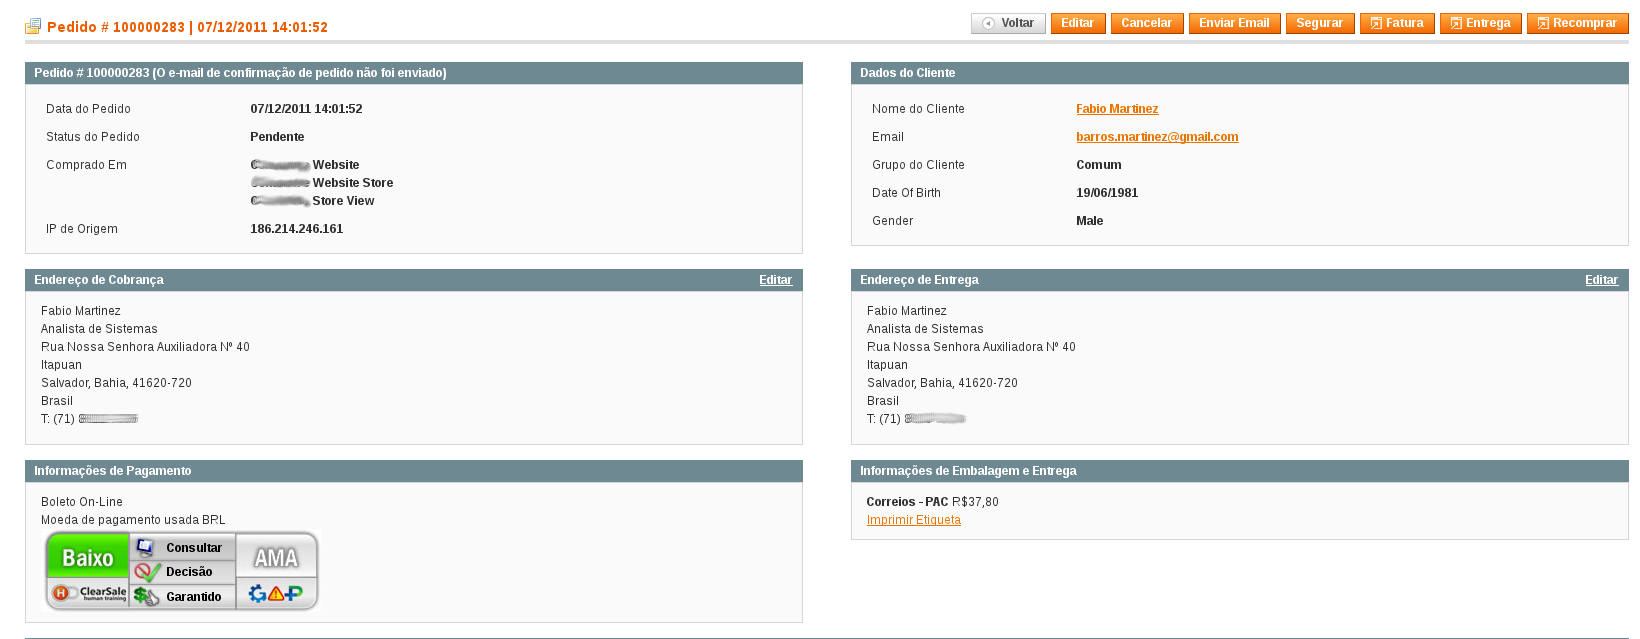 Pedido # 100000283 | 07/12/2011 14:01:52
Voltar Editar Cancelar Enviar Email Segurar Fatura Entrega Recomprar
Pedido # 100000283 (O e-mail de confirmação de pedido não foi enviado)
Data do Pedido 07/12/2011 14:01:52
Status do Pedido Pendente
Comprado Em Website
Website Store
Store View
IP de Origem 186.214.246.161
Dados do Cliente
Nome do Cliente Fabio Martinez
Email barros.martinez@gmail.com
Grupo do Cliente Comum
Date Of Birth 19/06/1981
Gender Male
Endereço de Cobrança Editar
Fabio Martinez
Analista de Sistemas
Rua Nossa Senhora Auxiliadora Nº 40
Itapuan
Salvador, Bahia, 41620-720
Brasil
T: (71)
Endereço de Entrega Editar
Fabio Martinez
Analista de Sistemas
Rua Nossa Senhora Auxiliadora Nº 40
Itapuan
Salvador, Bahia, 41620-720
Brasil
T: (71)
Informações de Pagamento
Boleto On-Line
Moeda de pagamento usada BRL
Baixo Consultar AMA
Decisão
H ClearSale Garantido
human training
Informações de Embalagem e Entrega
Correios - PAC R$37,80
Imprimir Etiqueta